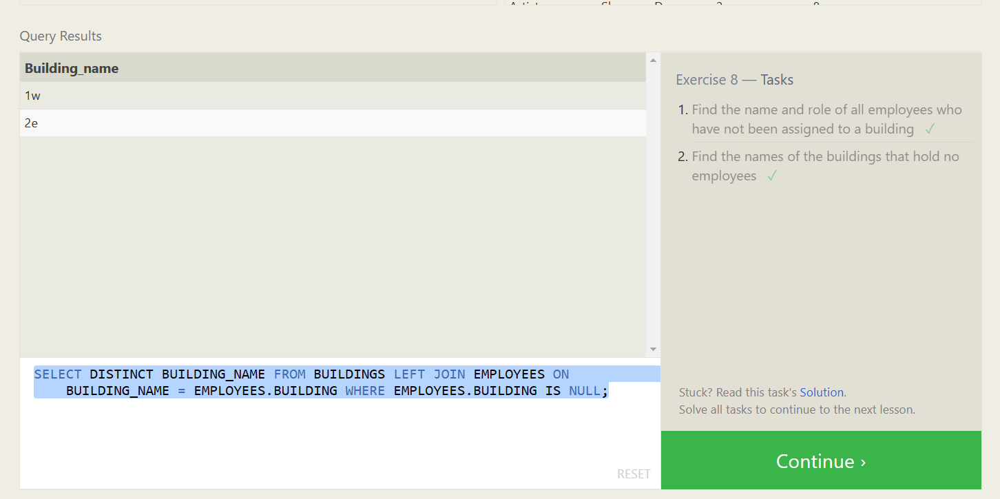 Query Results
Building_name
1w
2e
SELECT DISTINCT BUILDING_NAME FROM BUILDINGS LEFT JOIN EMPLOYEES ON
BUILDING_NAME = EMPLOYEES.BUILDING WHERE EMPLOYEES.BUILDING IS NULL;
RESET
Exercise 8 — Tasks
1. Find the name and role of all employees who
have not been assigned to a building ✓
2. Find the names of the buildings that hold no
employees ✓
Stuck? Read this task's Solution.
Solve all tasks to continue to the next lesson.
Continue ›